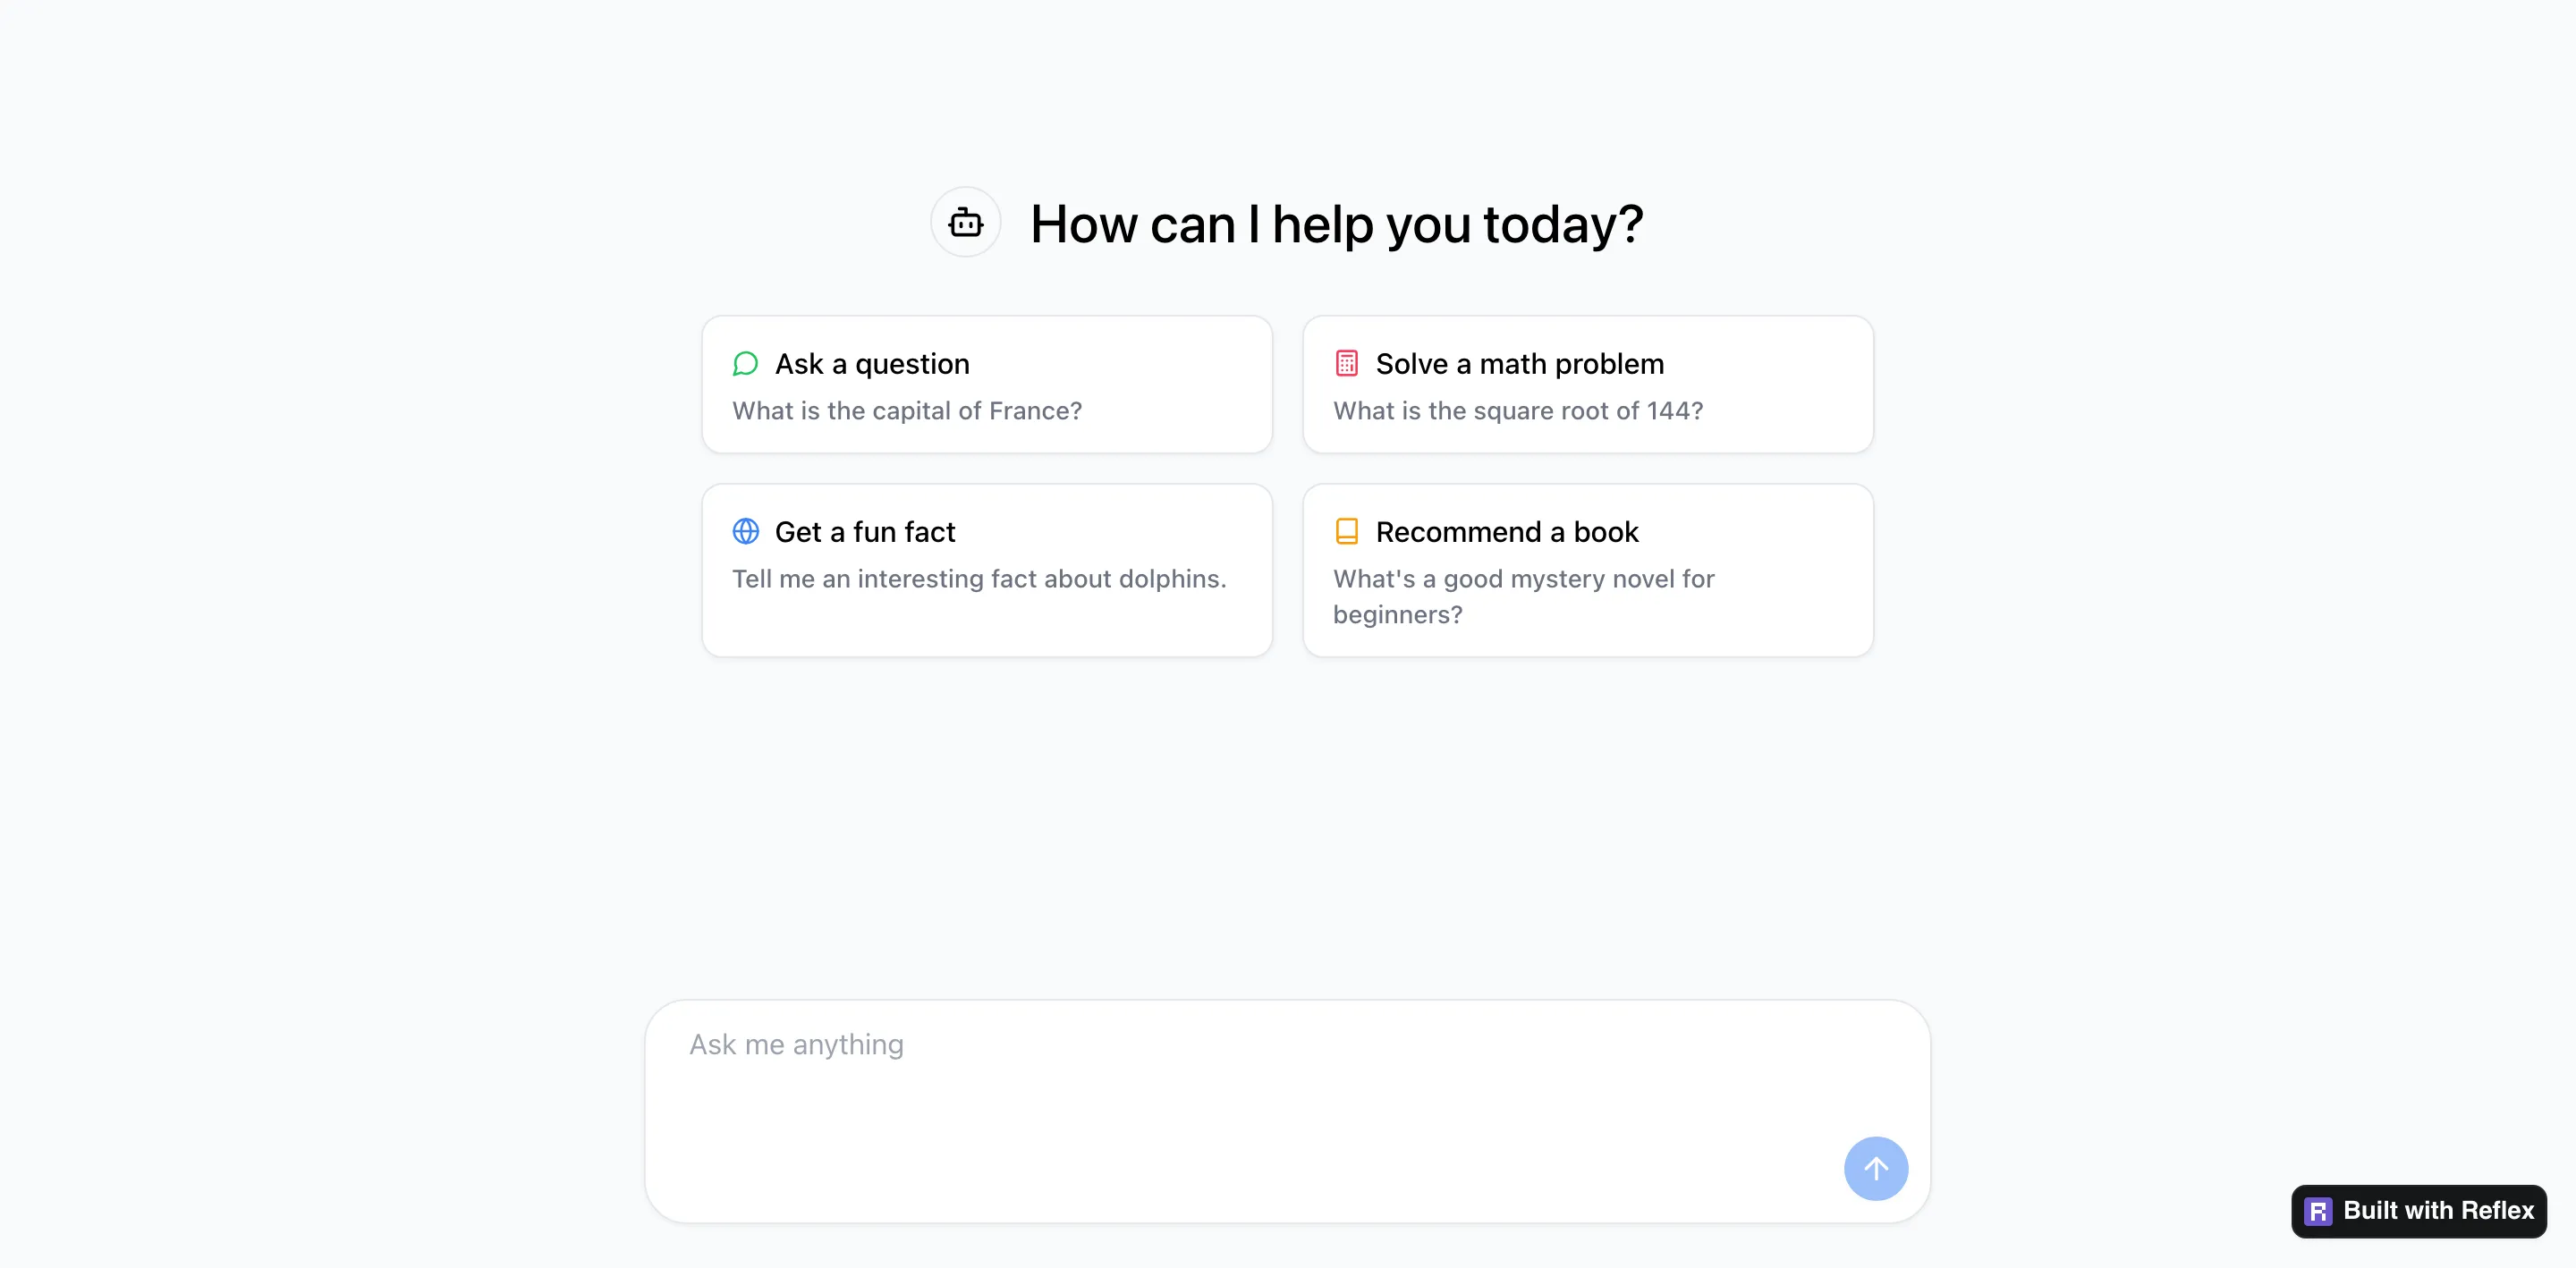 How can I help you today?
Ask a question
What is the capital of France?
Solve a math problem
What is the square root of 144?
Get a fun fact
Tell me an interesting fact about dolphins.
Recommend a book
What's a good mystery novel for
beginners?
Ask me anything
Built with Reflex